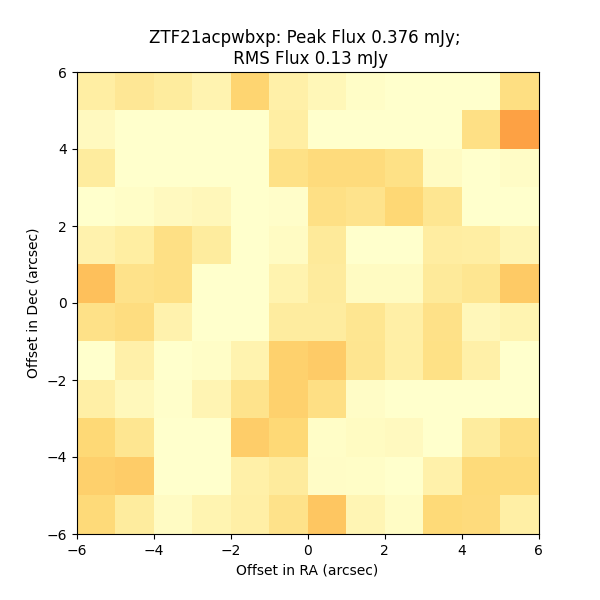 ZTF21acpwbxp: Peak Flux 0.376 mJy;
RMS Flux 0.13 mJy
6
4
2
0
−2
−4
−6
Offset in Dec (arcsec)
−6 −4 −2 0 2 4 6
Offset in RA (arcsec)